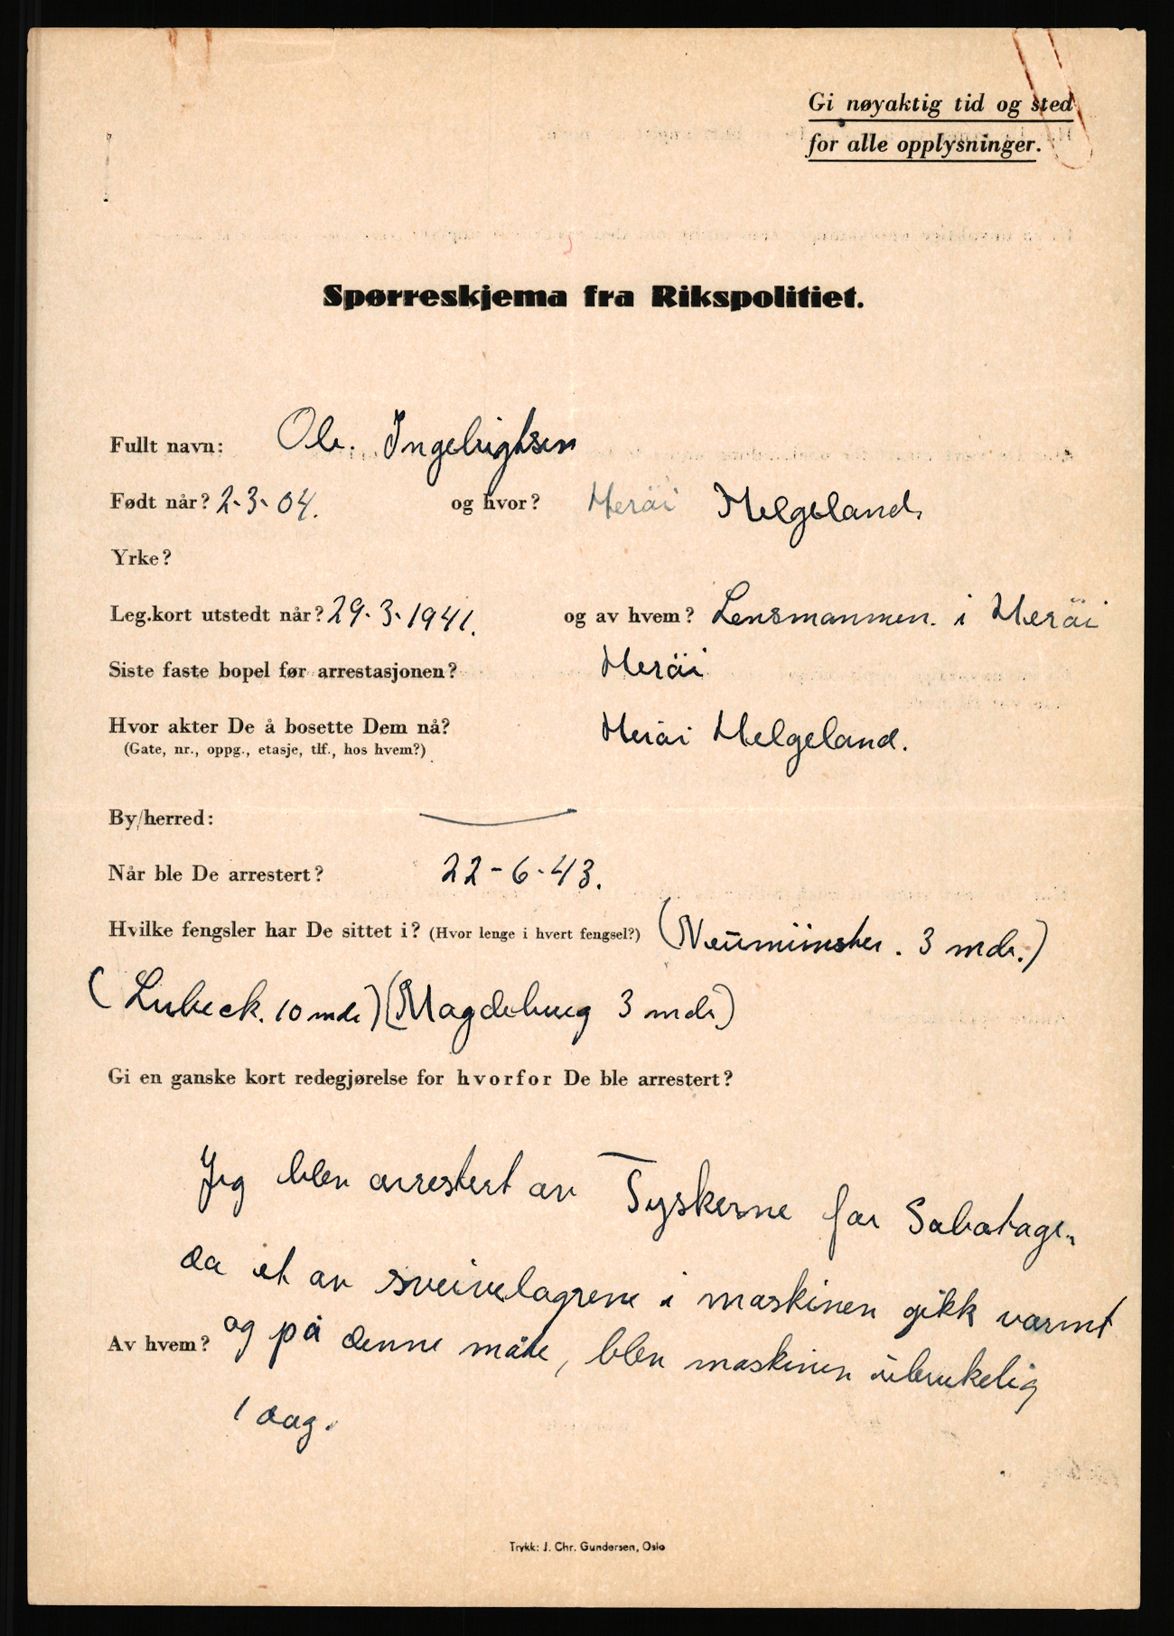 Gi nøyaktig tid og sted
for alle opplysninger.
Spørreskjema fra Rikspolitiet.
Fullt navn: Ole. Ingebrigtsen
Født når? 2-3-04. og hvor? Herøi Helgeland.
Yrke?
Leg.kort utstedt når? 29-3-1941. og av hvem? Lensmannen. i Herøi
Siste faste bopel før arrestasjonen? Herøi
Hvor akter De å bosette Dem nå? Herøi Helgeland.
(Gate, nr., oppg., etasje, tlf., hos hvem?)
By/herred:
Når ble De arrestert? 22-6-43.
Hvilke fengsler har De sittet i? (Hvor lenge i hvert fengsel?) (Neumünster. 3 mdr.)
(Lubeck. 10 mdr) (Magdeburg 3 mdr)
Gi en ganske kort redegjørelse for hvorfor De ble arrestert?
Jeg blev arrestert av Tyskerne for Sabotage.
da et av sveivelagrene i maskinen gikk varmt
Av hvem? og på denne måte, blev maskinen ubrukelig
1 dag.
Trykk: J. Chr. Gundersen, Oslo